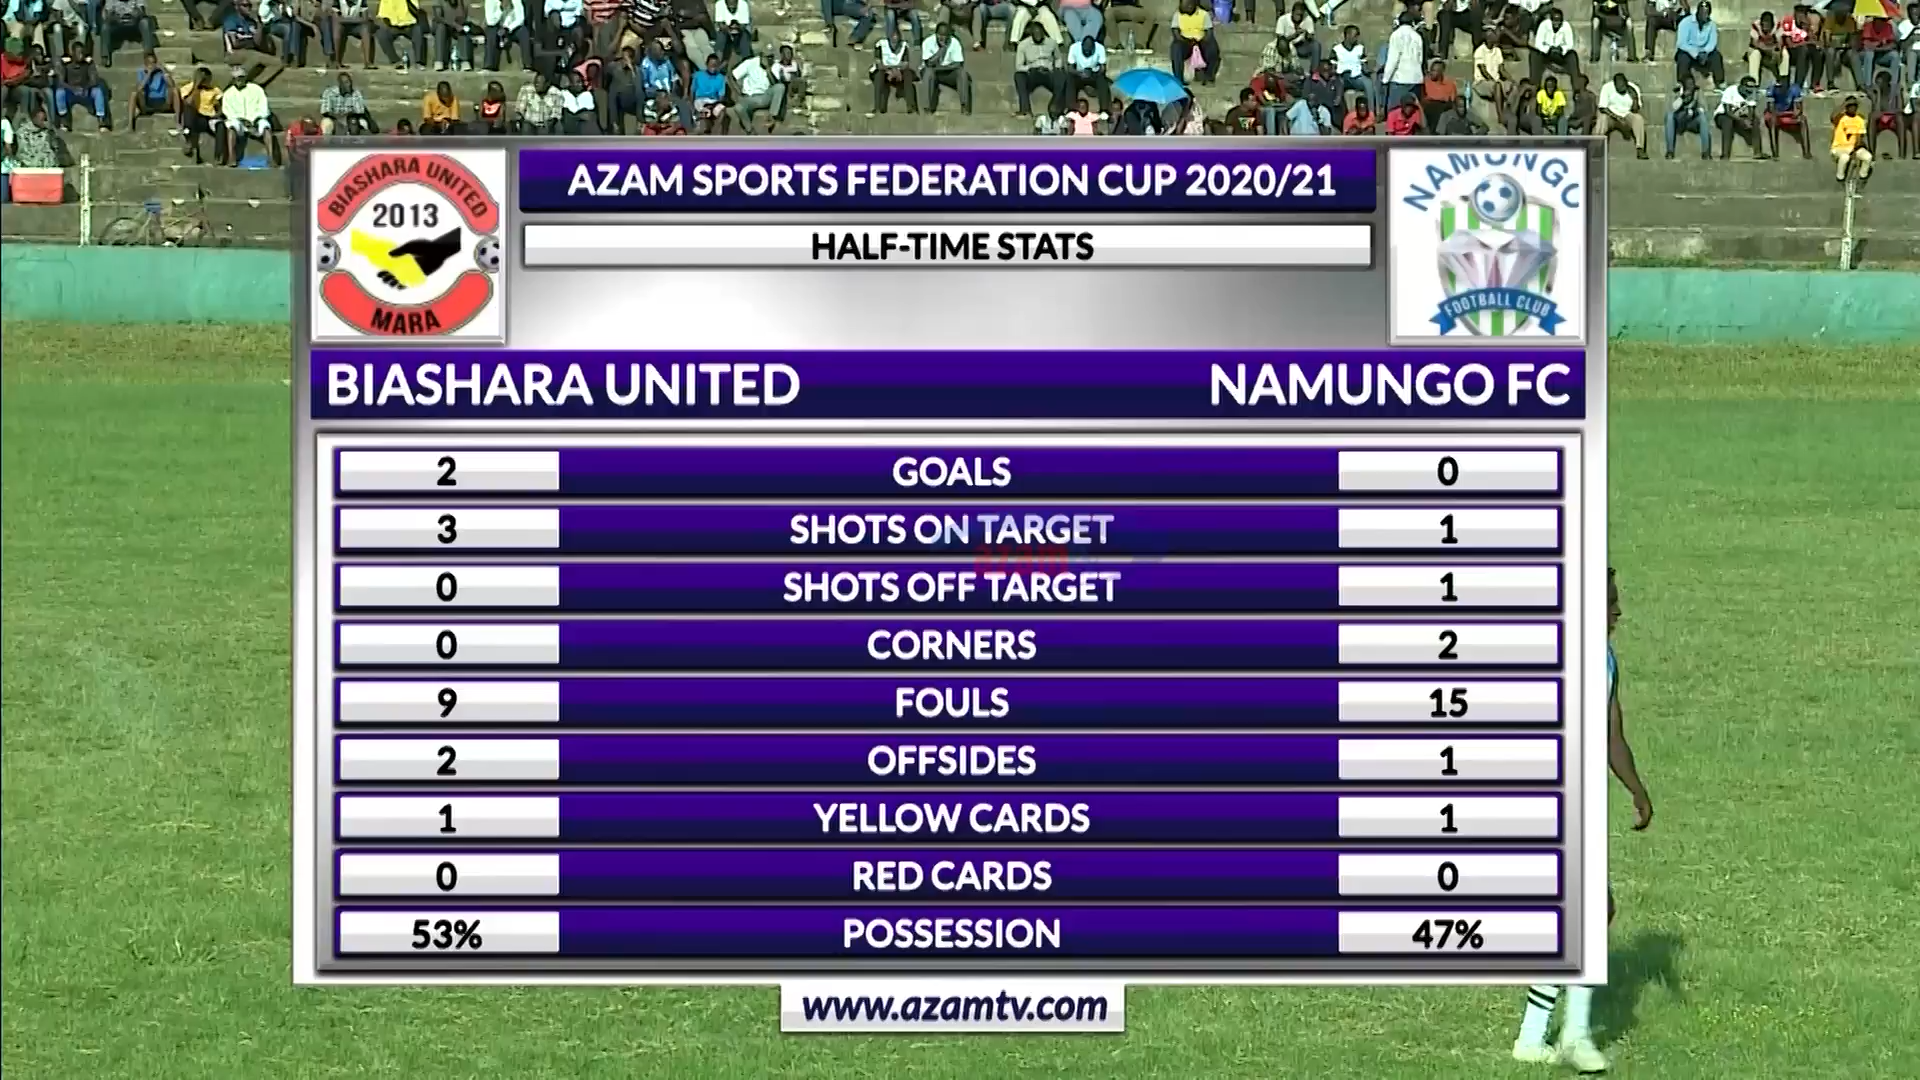 BIASHARA UNITED
2013
MARA
AZAM SPORTS FEDERATION CUP 2020/21
HALF-TIME STATS
NAMUNGO
FOOTBALL CLUB
BIASHARA UNITED NAMUNGO FC
2 GOALS 0
3 SHOTS ON TARGET 1
azam
0 SHOTS OFF TARGET 1
0 CORNERS 2
9 FOULS 15
2 OFFSIDES 1
1 YELLOW CARDS 1
0 RED CARDS 0
53% POSSESSION 47%
www.azamtv.com